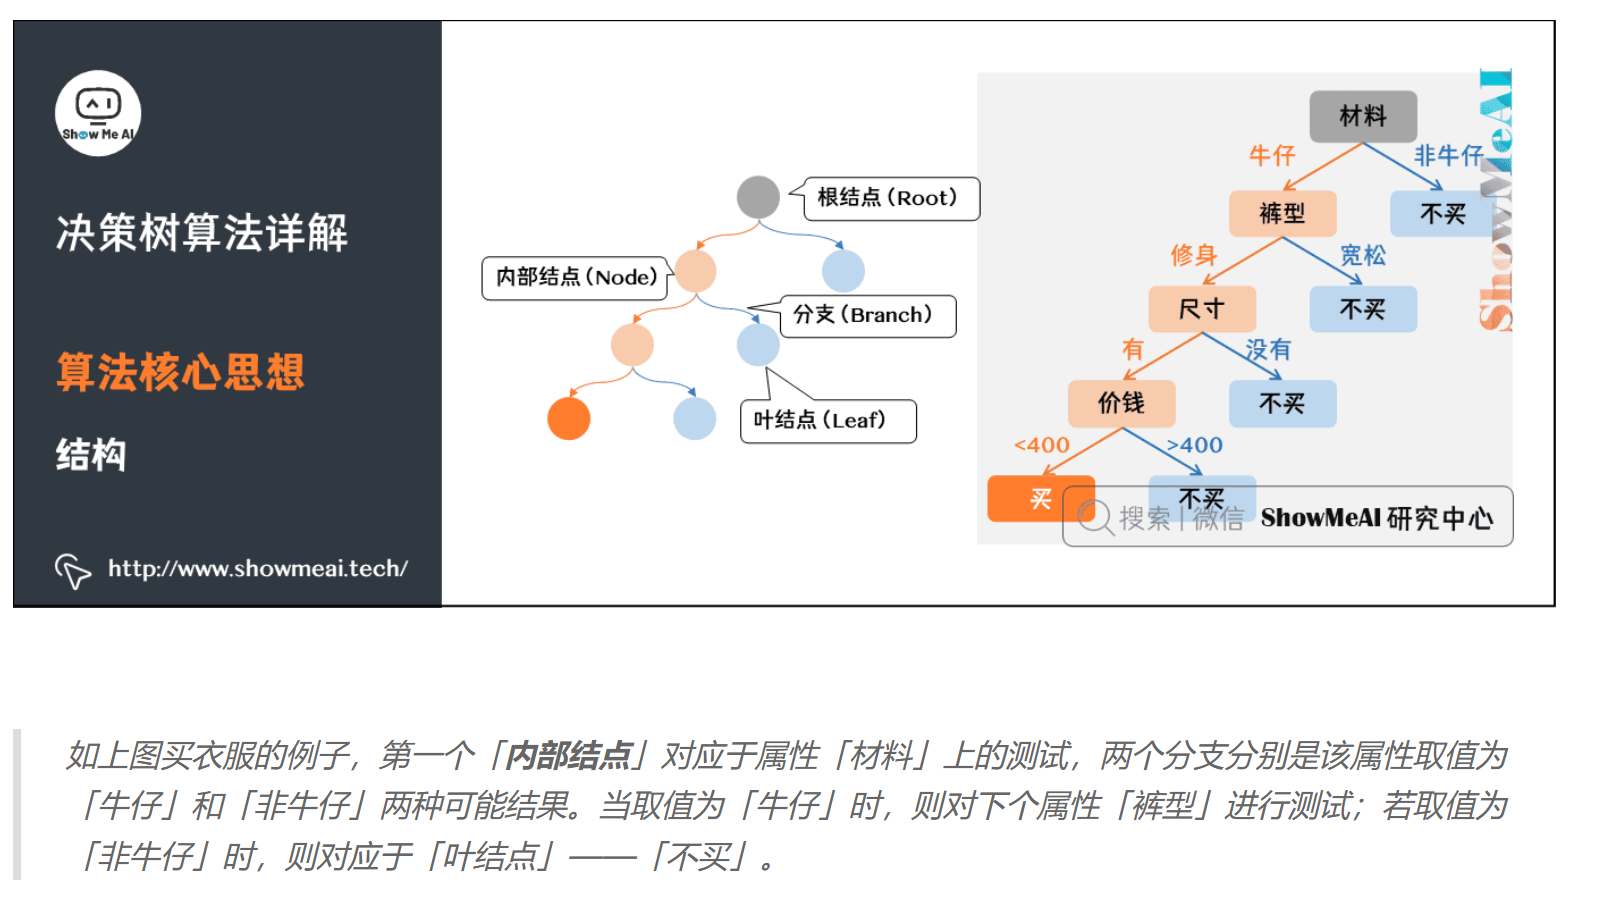 Show Me AI
决策树算法详解
算法核心思想
结构
http://www.showmeai.tech/
根结点（Root）
内部结点（Node）
分支（Branch）
叶结点（Leaf）
材料
牛仔
非牛仔
裤型
不买
修身
宽松
尺寸
不买
有
没有
价钱
不买
<400
>400
买
不买
搜索 | 微信 ShowMeAI 研究中心
ShowMeAI
如上图买衣服的例子，第一个「内部结点」对应于属性「材料」上的测试，两个分支分别是该属性取值为
「牛仔」和「非牛仔」两种可能结果。当取值为「牛仔」时，则对下个属性「裤型」进行测试；若取值为
「非牛仔」时，则对应于「叶结点」——「不买」。